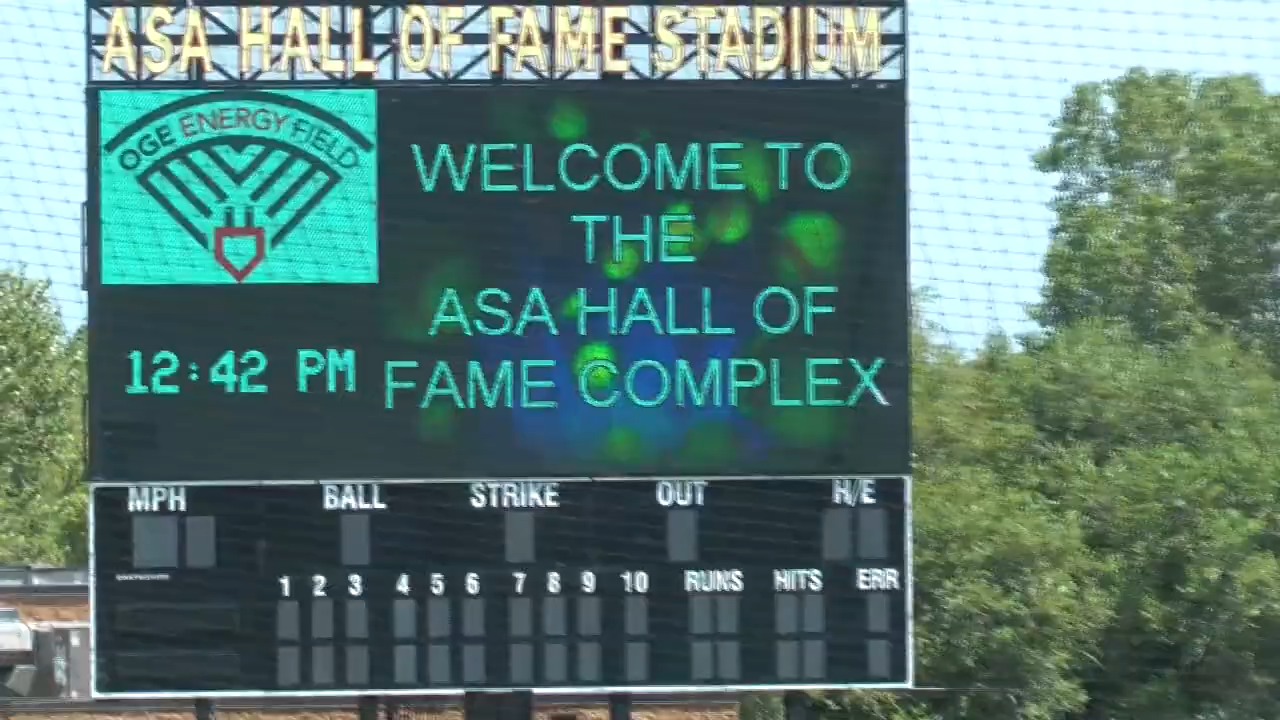 ASA HALL OF FAME STADIUM
OGE ENERGY FIELD
WELCOME TO
THE
ASA HALL OF
FAME COMPLEX
12:42 PM
MPH BALL STRIKE OUT H/E
1 2 3 4 5 6 7 8 9 10 RUNS HITS ERR